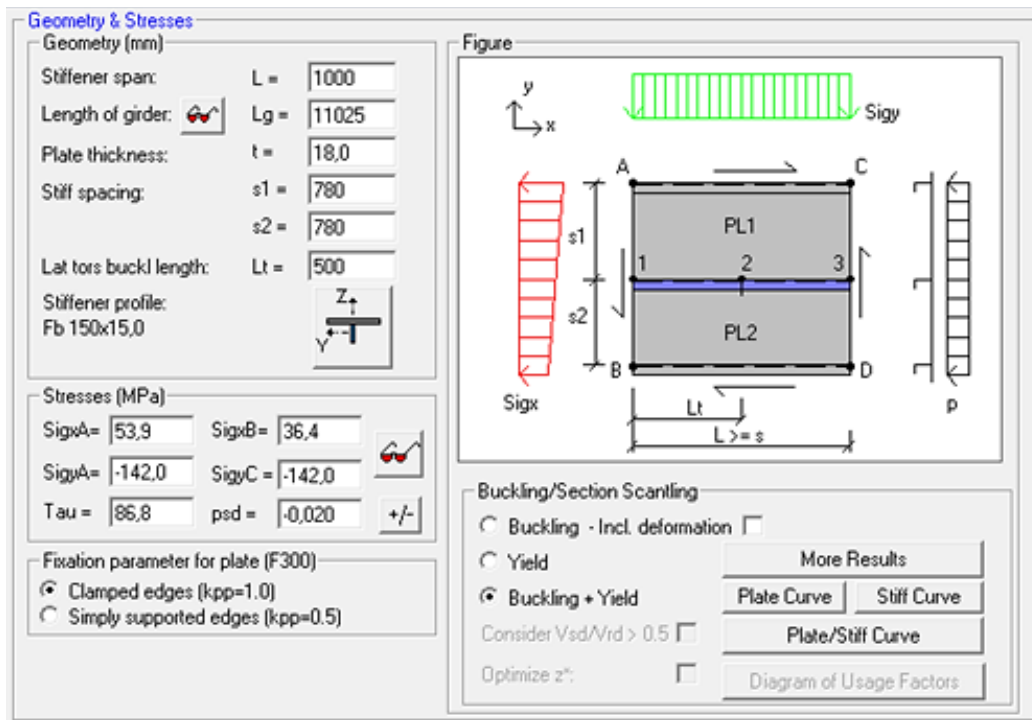 Geometry & Stresses
Geometry (mm)
Stiffener span: L = 1000
Length of girder: Lg = 11025
Plate thickness: t = 18,0
Stiff spacing: s1 = 780
s2 = 780
Lat tors buckl length: Lt = 500
Stiffener profile:
Fb 150x15,0
Z
Y
Stresses (MPa)
SigxA= 53,9 SigxB= 36,4
SigyA= -142,0 SigyC = -142,0
Tau = 86,8 psd = -0,020 +/-
Fixation parameter for plate (F300)
Clamped edges (kpp=1.0)
Simply supported edges (kpp=0.5)
Figure
y
x
Sigy
A C
s1 PL1
1 2 3
s2 PL2
B D
Sigx Lt p
L >= s
Buckling/Section Scantling
Buckling - Incl. deformation
Yield More Results
Buckling + Yield Plate Curve Stiff Curve
Consider Vsd/Vrd > 0.5 Plate/Stiff Curve
Optimize z*: Diagram of Usage Factors